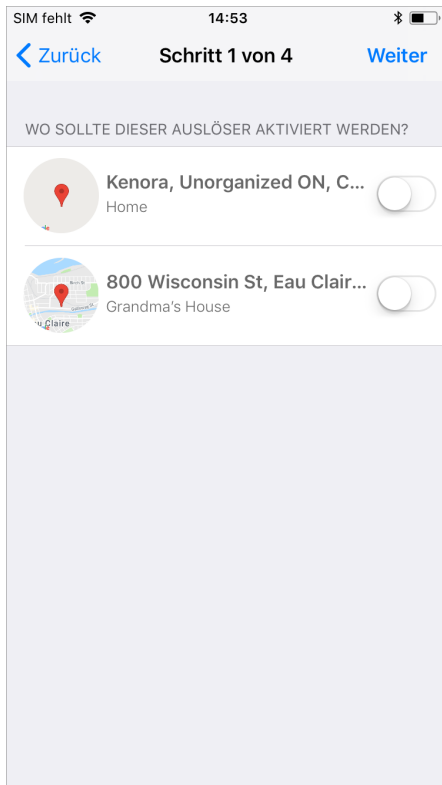 SIM fehlt 14:53
Zurück Schritt 1 von 4 Weiter
WO SOLLTE DIESER AUSLÖSER AKTIVIERT WERDEN?
Kenora, Unorganized ON, C...
Home
800 Wisconsin St, Eau Clair...
Grandma's House
u Claire